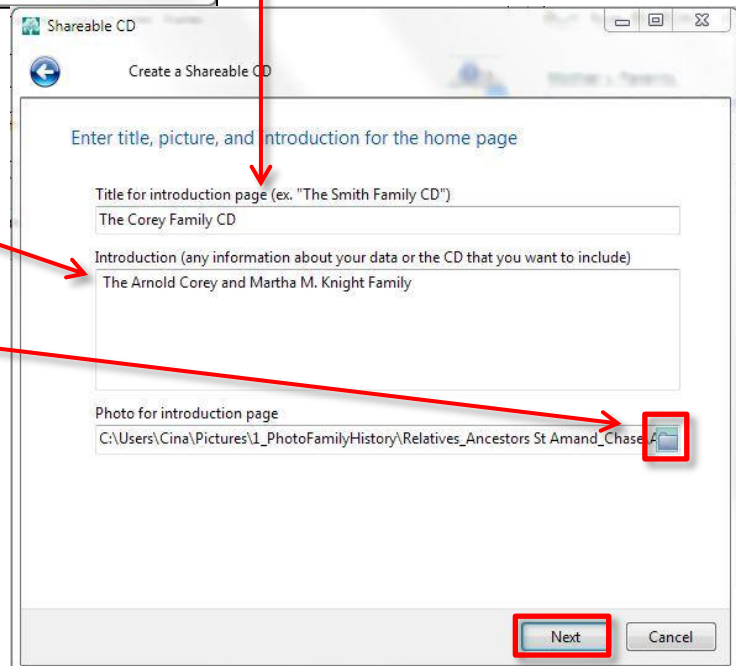 Shareable CD
Create a Shareable CD
Enter title, picture, and introduction for the home page
Title for introduction page (ex. "The Smith Family CD")
The Corey Family CD
Introduction (any information about your data or the CD that you want to include)
The Arnold Corey and Martha M. Knight Family
Photo for introduction page
C:\Users\Cina\Pictures\1_PhotoFamilyHistory\Relatives_Ancestors St Amand_Chase\A
Next
Cancel